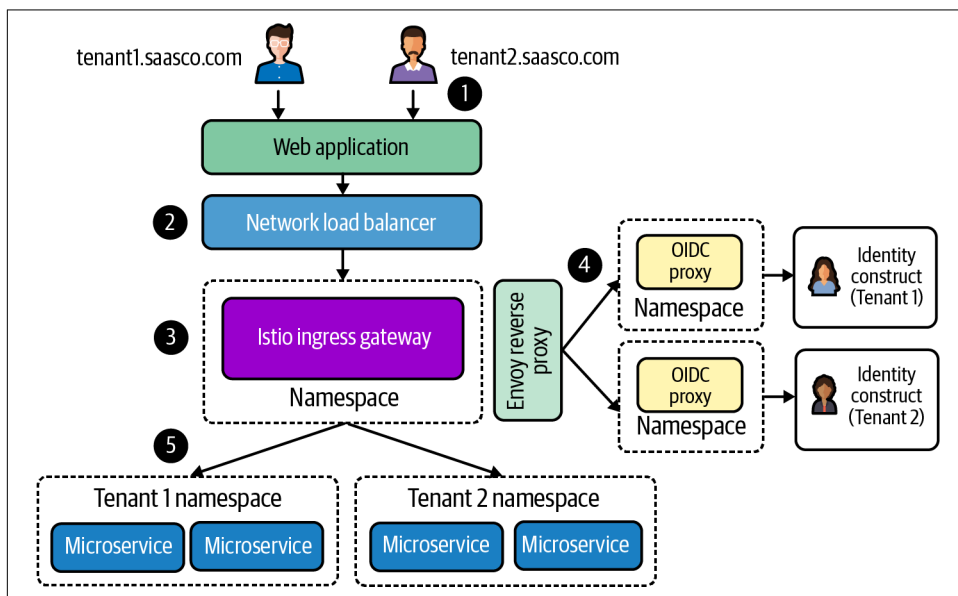 tenant1.saasco.com
tenant2.saasco.com
1
Web application
2
Network load balancer
3
Istio ingress gateway
Namespace
Envoy reverse
proxy
4
OIDC
proxy
Namespace
Identity
construct
(Tenant 1)
OIDC
proxy
Namespace
Identity
construct
(Tenant 2)
5
Tenant 1 namespace
Microservice
Microservice
Tenant 2 namespace
Microservice
Microservice